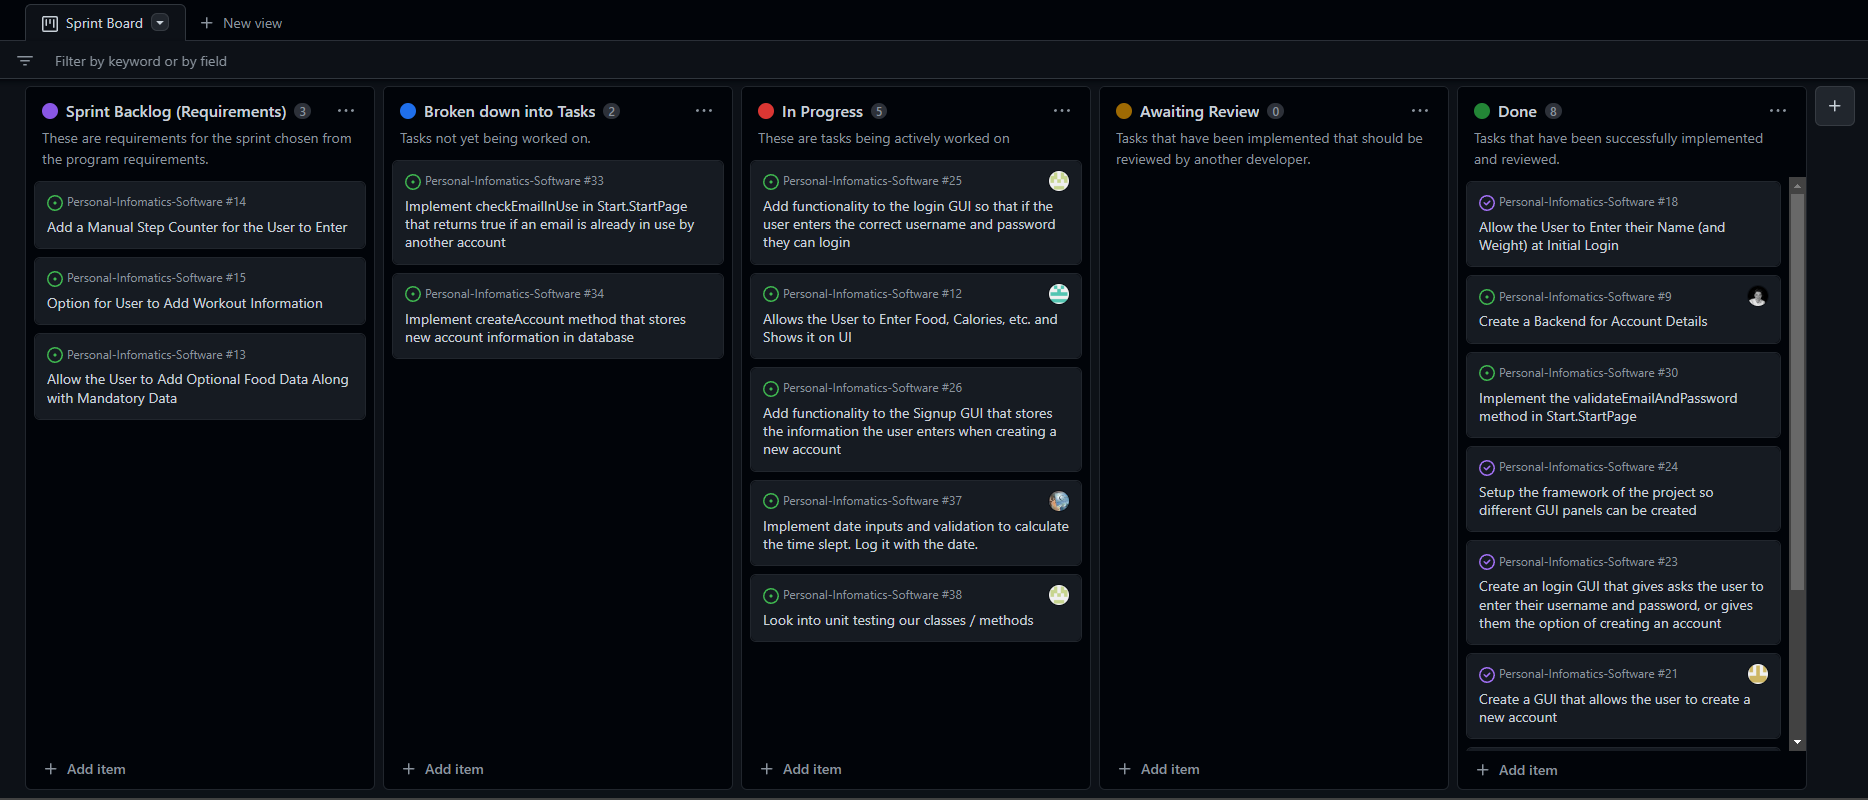 Sprint Board
New view
Filter by keyword or by field
Sprint Backlog (Requirements) 3
These are requirements for the sprint chosen from
the program requirements.
Personal-Infomatics-Software #14
Add a Manual Step Counter for the User to Enter
Personal-Infomatics-Software #15
Option for User to Add Workout Information
Personal-Infomatics-Software #13
Allow the User to Add Optional Food Data Along
with Mandatory Data
Add item
Broken down into Tasks 2
Tasks not yet being worked on.
Personal-Infomatics-Software #33
Implement checkEmailInUse in Start.StartPage
that returns true if an email is already in use by
another account
Personal-Infomatics-Software #34
Implement createAccount method that stores
new account information in database
Add item
In Progress 5
These are tasks being actively worked on
Personal-Infomatics-Software #25
Add functionality to the login GUI so that if the
user enters the correct username and password
they can login
Personal-Infomatics-Software #12
Allows the User to Enter Food, Calories, etc. and
Shows it on UI
Personal-Infomatics-Software #26
Add functionality to the Signup GUI that stores
the information the user enters when creating a
new account
Personal-Infomatics-Software #37
Implement date inputs and validation to calculate
the time slept. Log it with the date.
Personal-Infomatics-Software #38
Look into unit testing our classes / methods
Add item
Awaiting Review 0
Tasks that have been implemented that should be
reviewed by another developer.
Add item
Done 8
Tasks that have been successfully implemented
and reviewed.
Personal-Infomatics-Software #18
Allow the User to Enter their Name (and
Weight) at Initial Login
Personal-Infomatics-Software #9
Create a Backend for Account Details
Personal-Infomatics-Software #30
Implement the validateEmailAndPassword
method in Start.StartPage
Personal-Infomatics-Software #24
Setup the framework of the project so
different GUI panels can be created
Personal-Infomatics-Software #23
Create an login GUI that gives asks the user to
enter their username and password, or gives
them the option of creating an account
Personal-Infomatics-Software #21
Create a GUI that allows the user to create a
new account
Add item